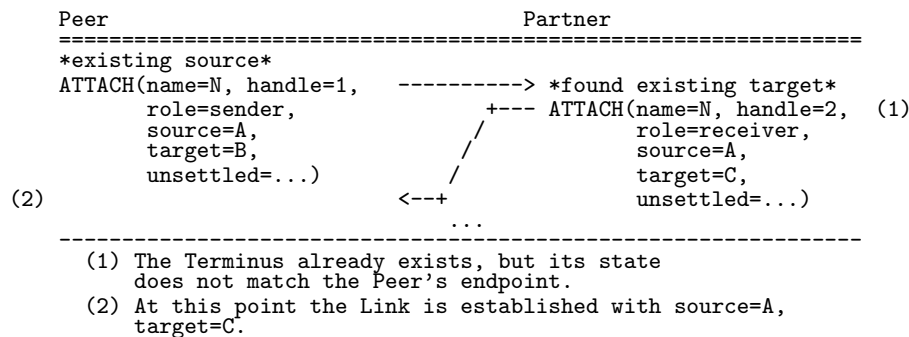 Peer                                               Partner
     =================================================================
     *existing source*
     ATTACH(name=N, handle=1,   ----------> *found existing target*
            role=sender,               +--- ATTACH(name=N, handle=2,   (1)
            source=A,                 /            role=receiver,
            target=B,                /             source=A,
            unsettled=...)          /              target=C,
(2)                             <--+               unsettled=...)
                                    ...
     -----------------------------------------------------------------
       (1) The Terminus already exists, but its state
           does not match the Peer's endpoint.
       (2) At this point the Link is established with source=A,
           target=C.